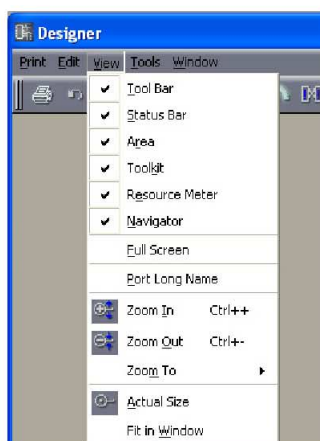 Designer
Print Edit View Tools Window
Tool Bar
Status Bar
Area
Toolkit
Resource Meter
Navigator
Full Screen
Port Long Name
Zoom In Ctrl++
Zoom Out Ctrl+-
Zoom To
Actual Size
Fit in Window